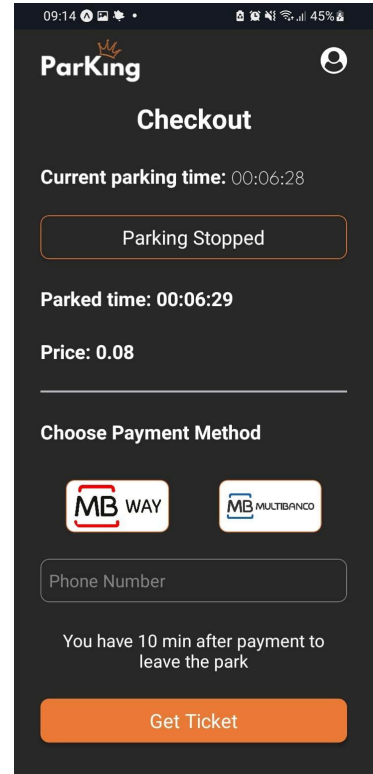 09:14 45%
ParKing
Checkout
Current parking time: 00:06:28
Parking Stopped
Parked time: 00:06:29
Price: 0.08
Choose Payment Method
MB WAY MB MULTIBANCO
Phone Number
You have 10 min after payment to
leave the park
Get Ticket